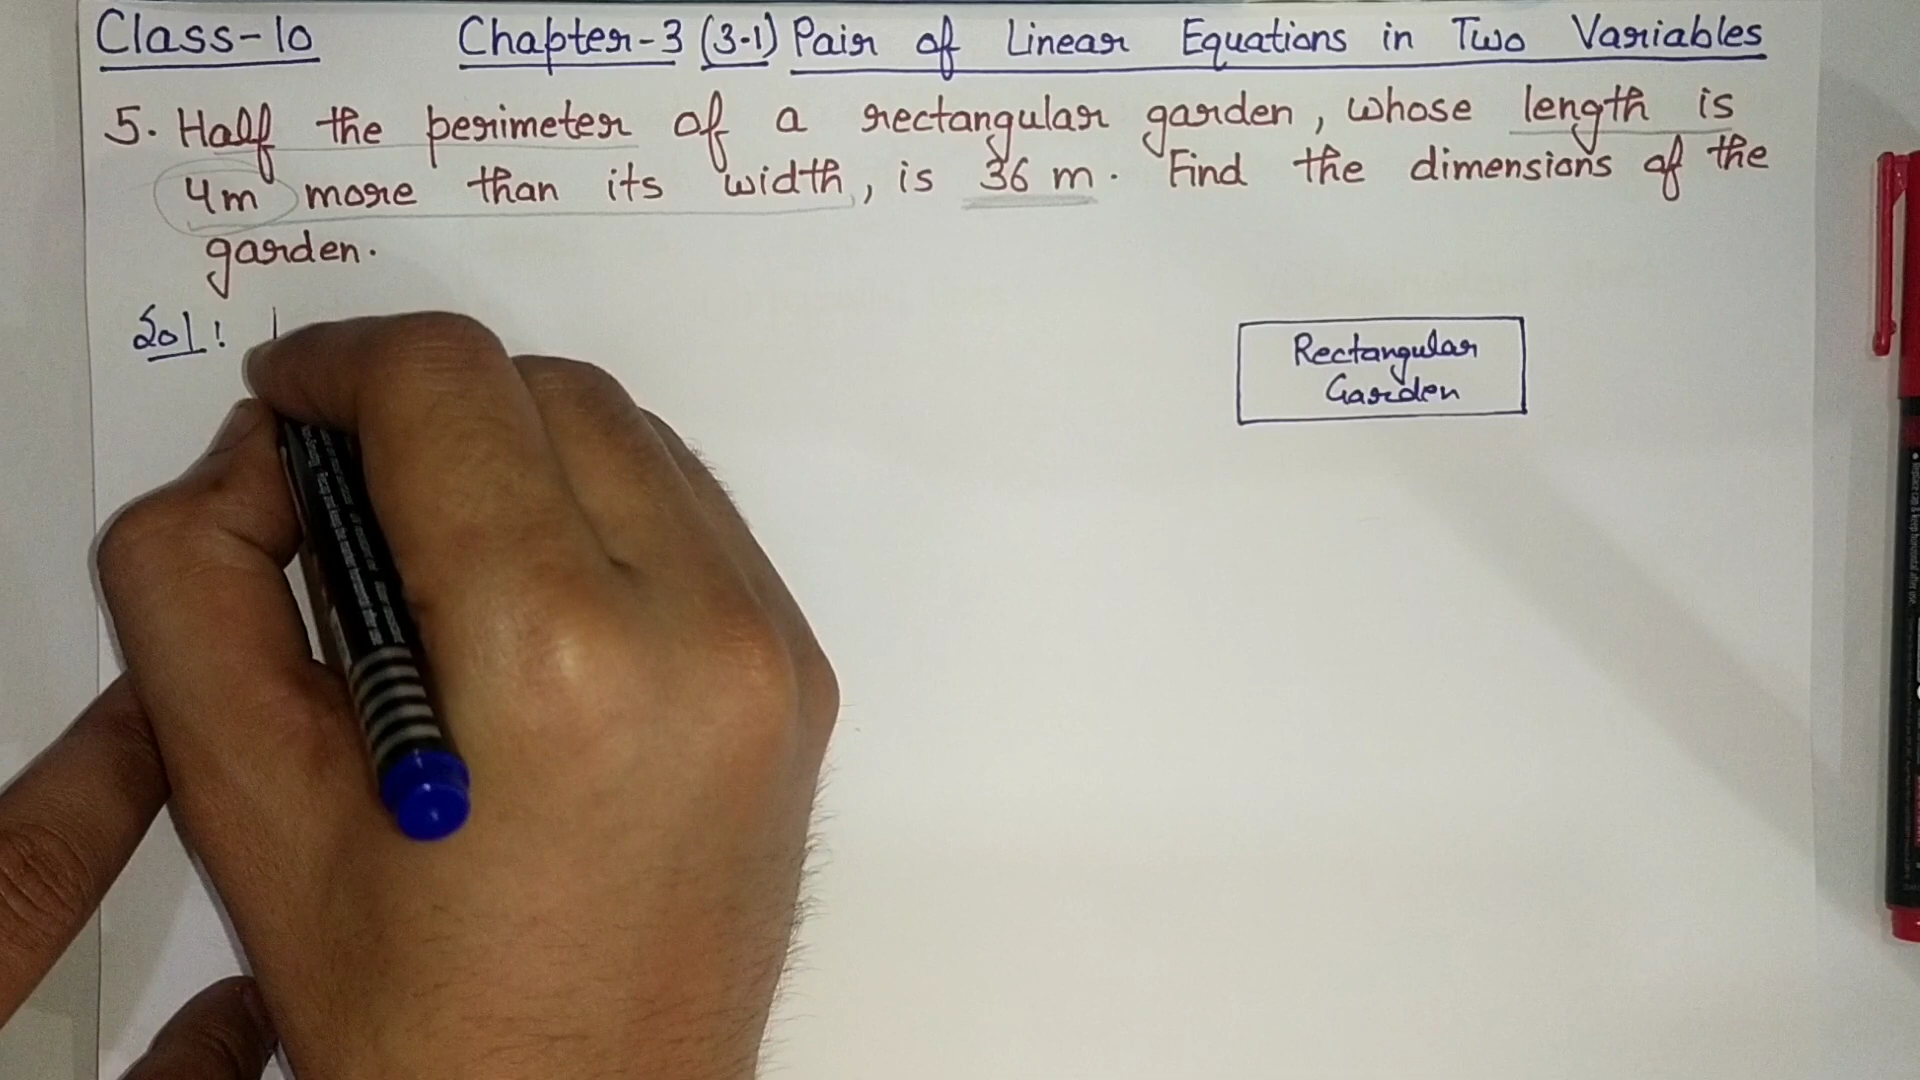 Class-10 Chapter-3 (3.1) Pair of Linear Equations in Two Variables
5. Half the perimeter of a rectangular garden, whose length is
4m more than its width, is 36 m. Find the dimensions of the
garden.
Sol:
Rectangular
Garden